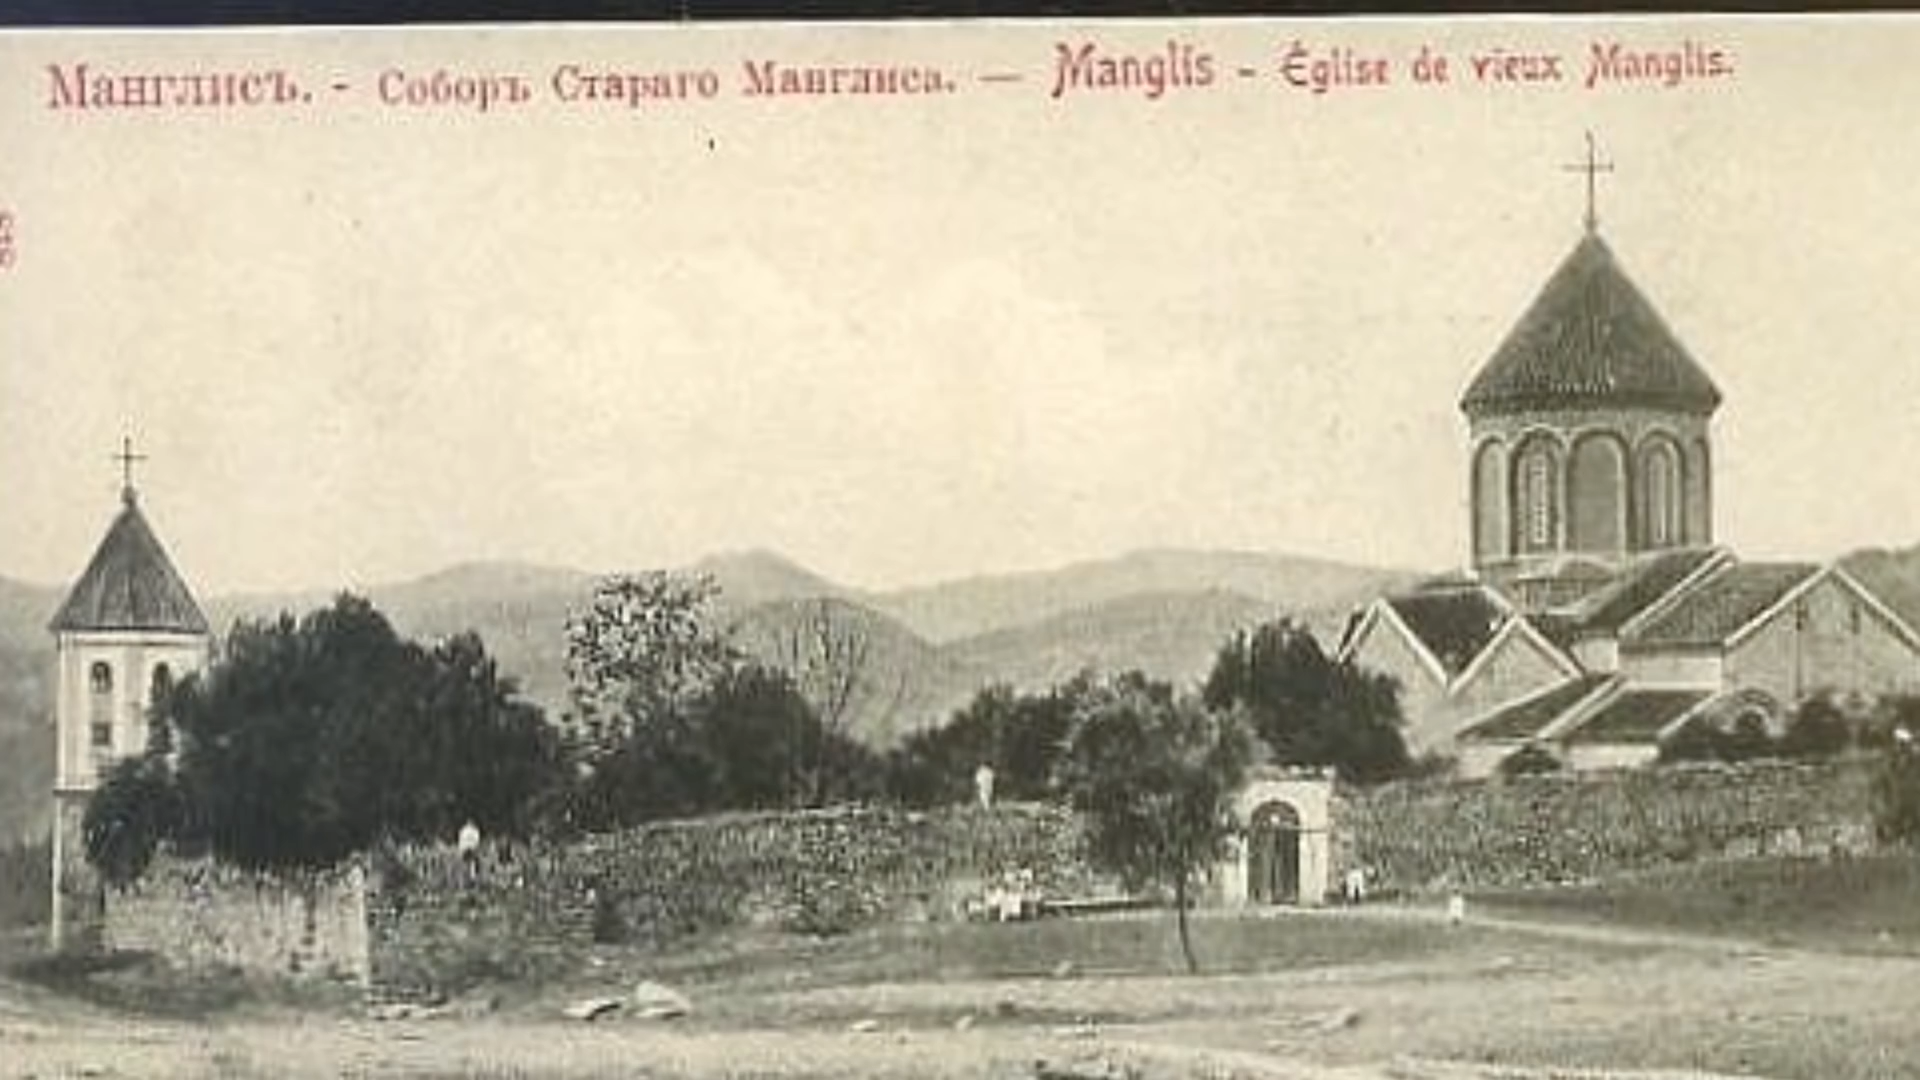 Манглисъ. - Соборъ Стараго Манглиса. — Manglis - Église de vieux Manglis.